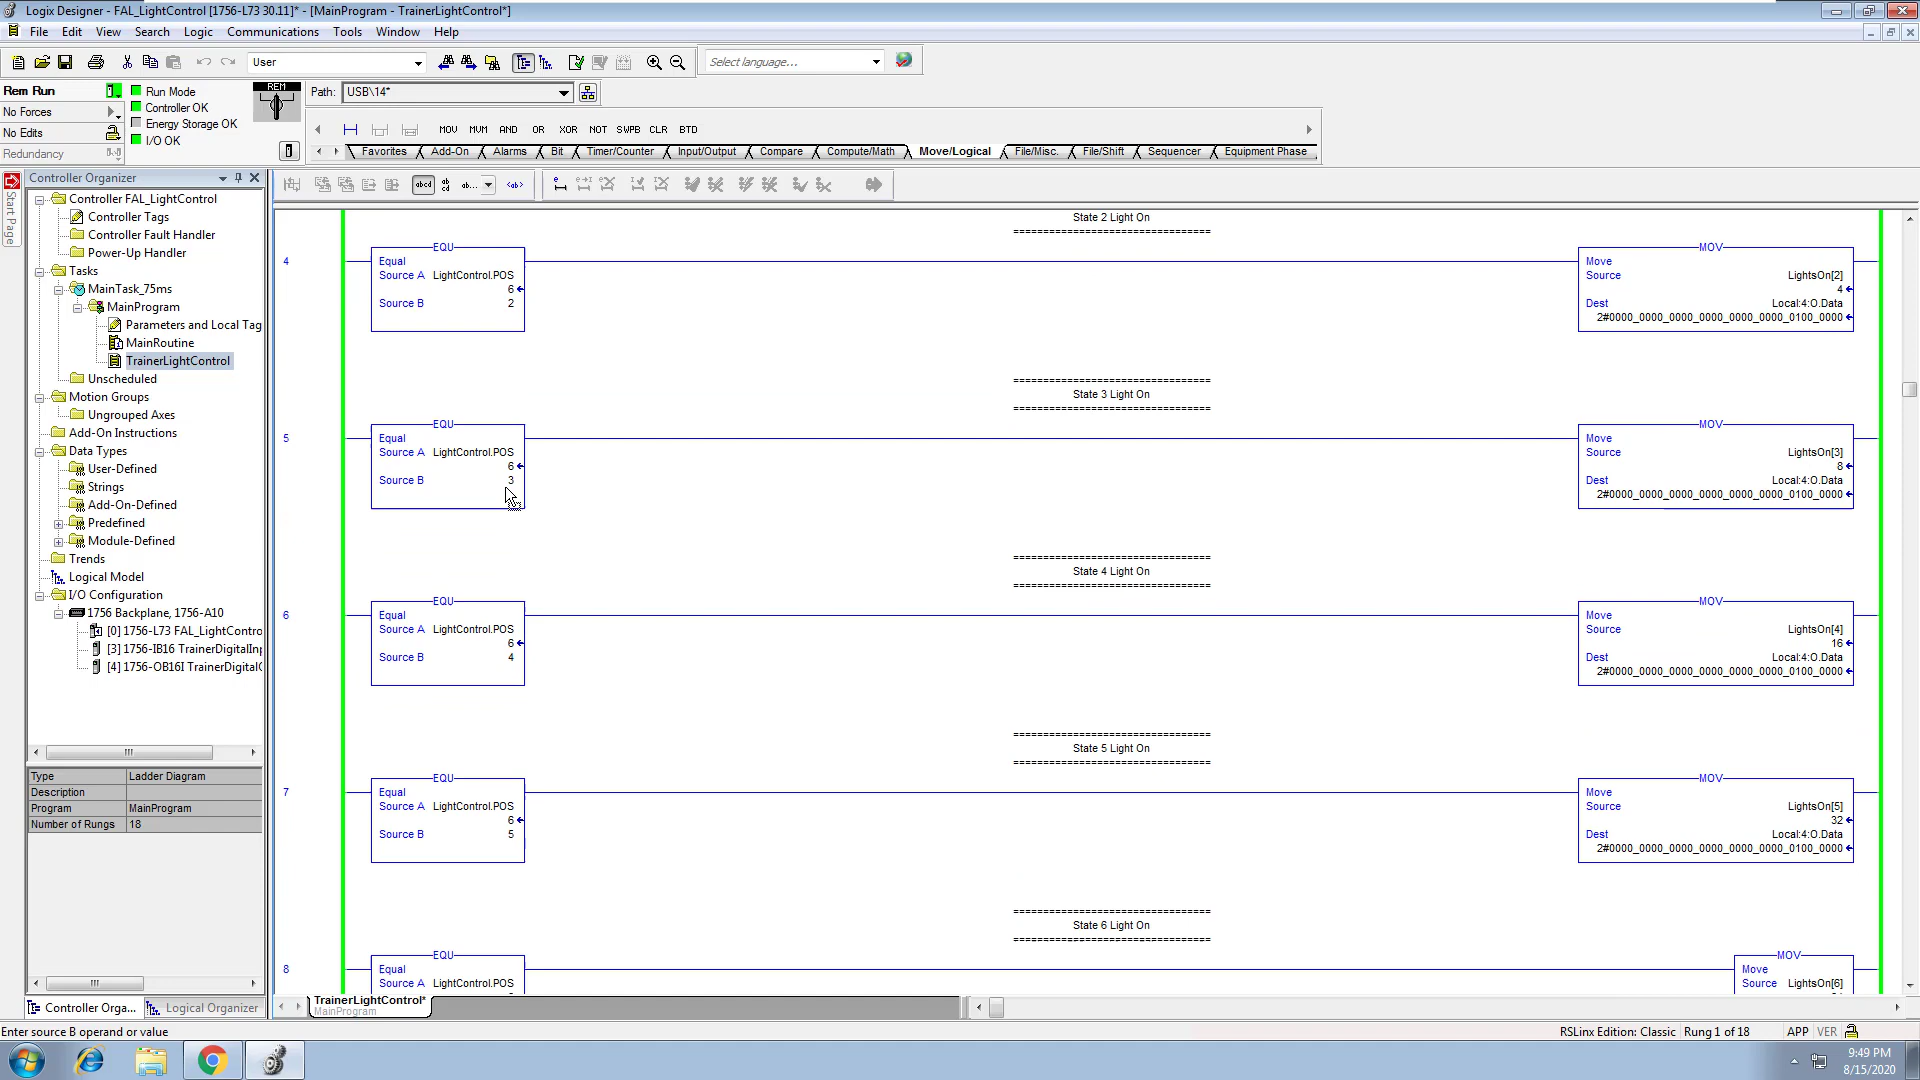 Logix Designer - FAL_LightControl [1756-L73 30.11]* - [MainProgram - TrainerLightControl*]
File Edit View Search Logic Communications Tools Window Help
User
Select language...
Rem Run
No Forces
No Edits
Redundancy
Run Mode
Controller OK
Energy Storage OK
I/O OK
REM
Path: USB\14*
MOV MVM AND OR XOR NOT SWPB CLR BTD
Favorites Add-On Alarms Bit Timer/Counter Input/Output Compare Compute/Math Move/Logical File/Misc. File/Shift Sequencer Equipment Phase
Start Page
Controller Organizer
Controller FAL_LightControl
Controller Tags
Controller Fault Handler
Power-Up Handler
Tasks
MainTask_75ms
MainProgram
Parameters and Local Tag
MainRoutine
TrainerLightControl
Unscheduled
Motion Groups
Ungrouped Axes
Add-On Instructions
Data Types
User-Defined
Strings
Add-On-Defined
Predefined
Module-Defined
Trends
Logical Model
I/O Configuration
1756 Backplane, 1756-A10
[0] 1756-L73 FAL_LightContro
[3] 1756-IB16 TrainerDigitalInp
[4] 1756-OB16I TrainerDigitalC
Type Ladder Diagram
Description
Program MainProgram
Number of Rungs 18
Controller Orga... Logical Organizer
abcd ab cd ab... <ab>
State 2 Light On
=================================
4
EQU
Equal
Source A LightControl.POS
6
Source B 2
MOV
Move
Source LightsOn[2]
4
Dest Local:4:O.Data
2#0000_0000_0000_0000_0000_0000_0100_0000
=================================
State 3 Light On
=================================
5
EQU
Equal
Source A LightControl.POS
6
Source B 3
MOV
Move
Source LightsOn[3]
8
Dest Local:4:O.Data
2#0000_0000_0000_0000_0000_0000_0100_0000
=================================
State 4 Light On
=================================
6
EQU
Equal
Source A LightControl.POS
6
Source B 4
MOV
Move
Source LightsOn[4]
16
Dest Local:4:O.Data
2#0000_0000_0000_0000_0000_0000_0100_0000
=================================
State 5 Light On
=================================
7
EQU
Equal
Source A LightControl.POS
6
Source B 5
MOV
Move
Source LightsOn[5]
32
Dest Local:4:O.Data
2#0000_0000_0000_0000_0000_0000_0100_0000
=================================
State 6 Light On
=================================
8
EQU
Equal
Source A LightControl.POS
MOV
Move
Source LightsOn[6]
TrainerLightControl*
MainProgram
Enter source B operand or value
RSLinx Edition: Classic Rung 1 of 18 APP VER
9:49 PM
8/15/2020